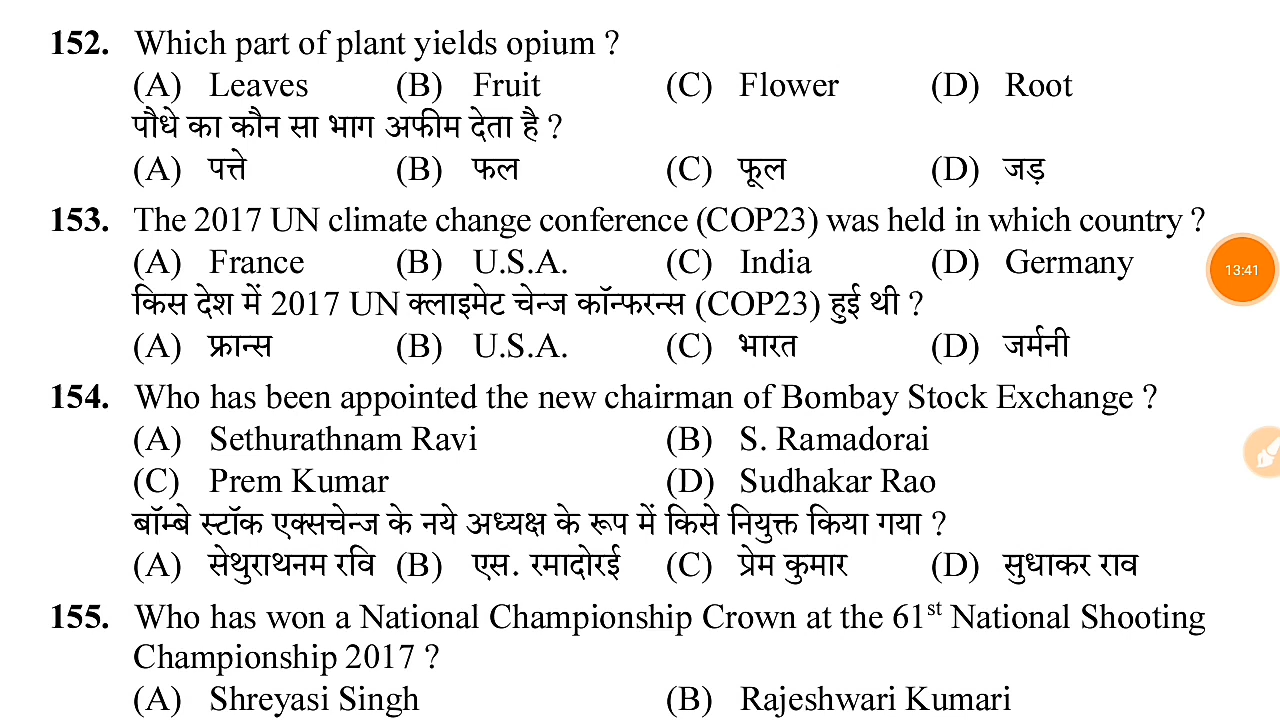 152. Which part of plant yields opium ?
(A) Leaves (B) Fruit (C) Flower (D) Root
पौधे का कौन सा भाग अफीम देता है ?
(A) पत्ते (B) फल (C) फूल (D) जड़
153. The 2017 UN climate change conference (COP23) was held in which country ?
(A) France (B) U.S.A. (C) India (D) Germany
13:41
किस देश में 2017 UN क्लाइमेट चेन्ज कॉन्फरन्स (COP23) हुई थी ?
(A) फ्रान्स (B) U.S.A. (C) भारत (D) जर्मनी
154. Who has been appointed the new chairman of Bombay Stock Exchange ?
(A) Sethurathnam Ravi (B) S. Ramadorai
(C) Prem Kumar (D) Sudhakar Rao
बॉम्बे स्टॉक एक्सचेन्ज के नये अध्यक्ष के रूप में किसे नियुक्त किया गया ?
(A) सेथुराथनम रवि (B) एस. रमादोरई (C) प्रेम कुमार (D) सुधाकर राव
155. Who has won a National Championship Crown at the 61st National Shooting
Championship 2017 ?
(A) Shreyasi Singh (B) Rajeshwari Kumari